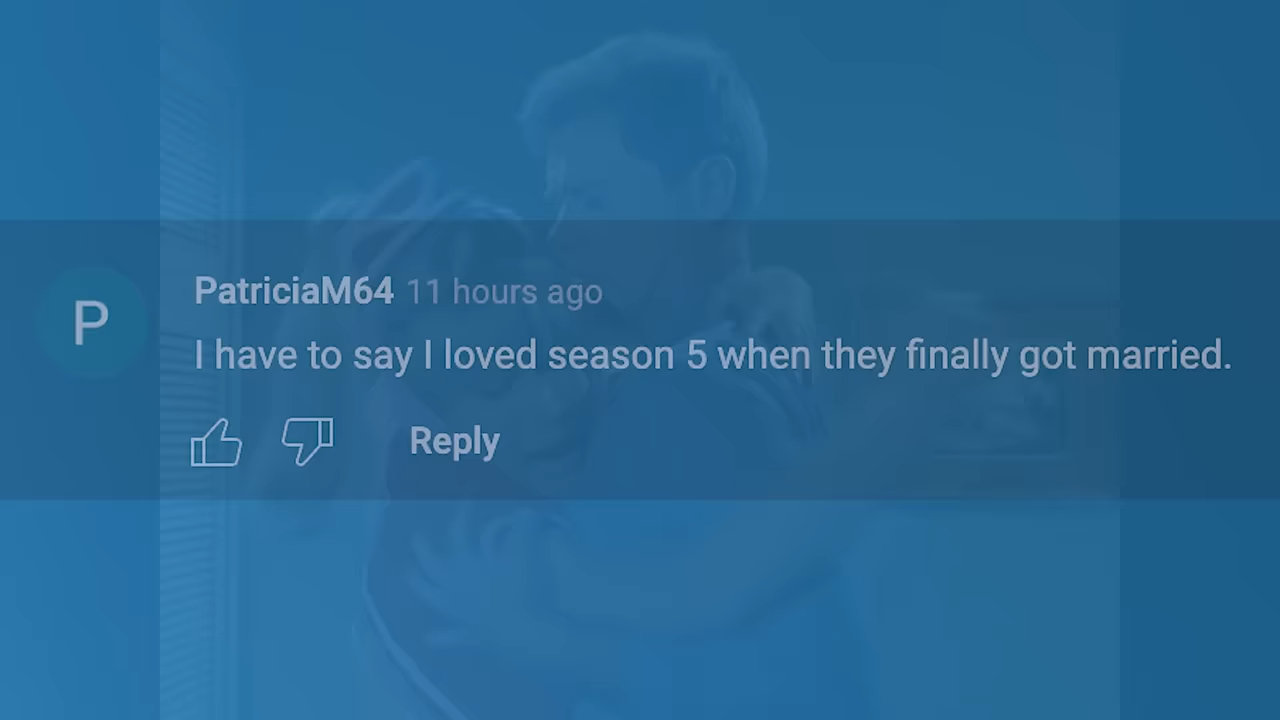 P
PatriciaM64 11 hours ago
I have to say I loved season 5 when they finally got married.
Reply